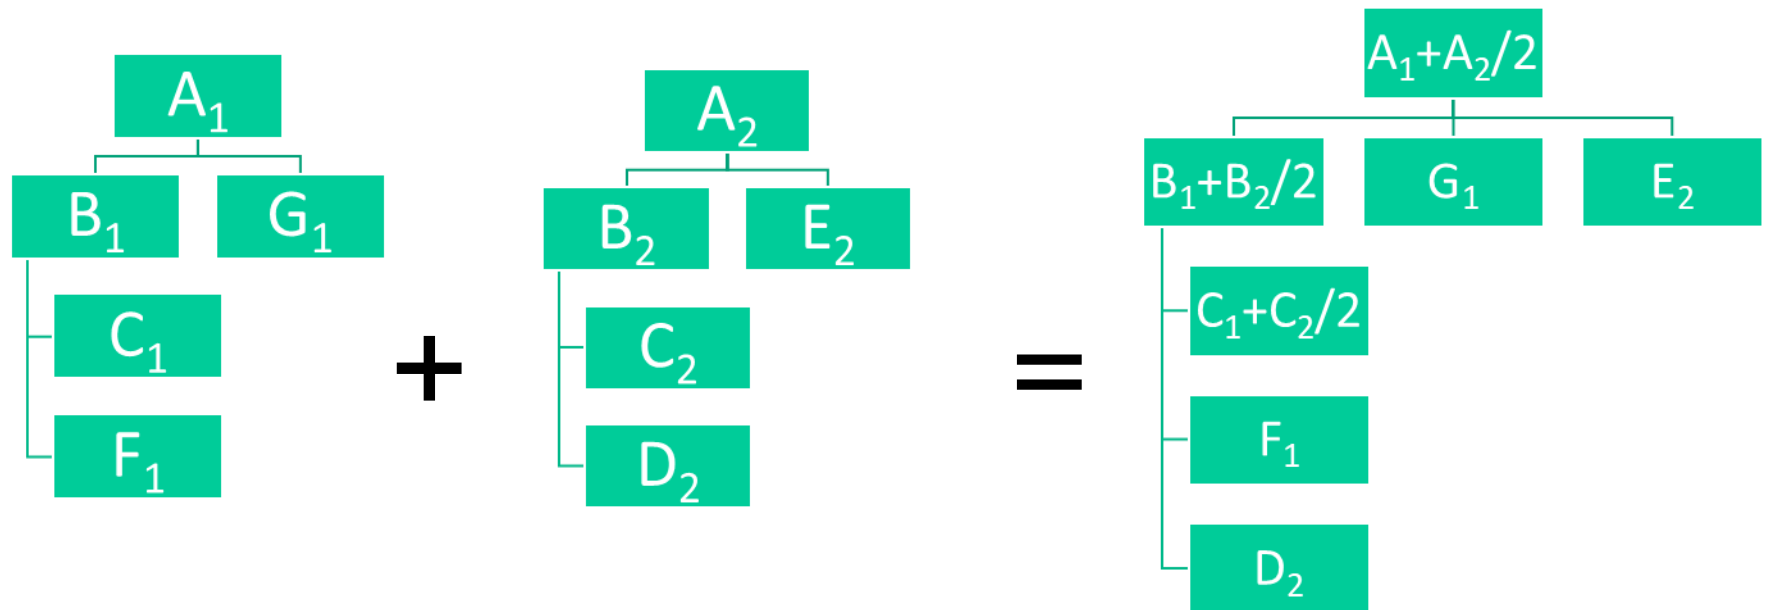 A₁
B₁
G₁
C₁
F₁
+
A₂
B₂
E₂
C₂
D₂
=
A₁+A₂/2
B₁+B₂/2
G₁
E₂
C₁+C₂/2
F₁
D₂